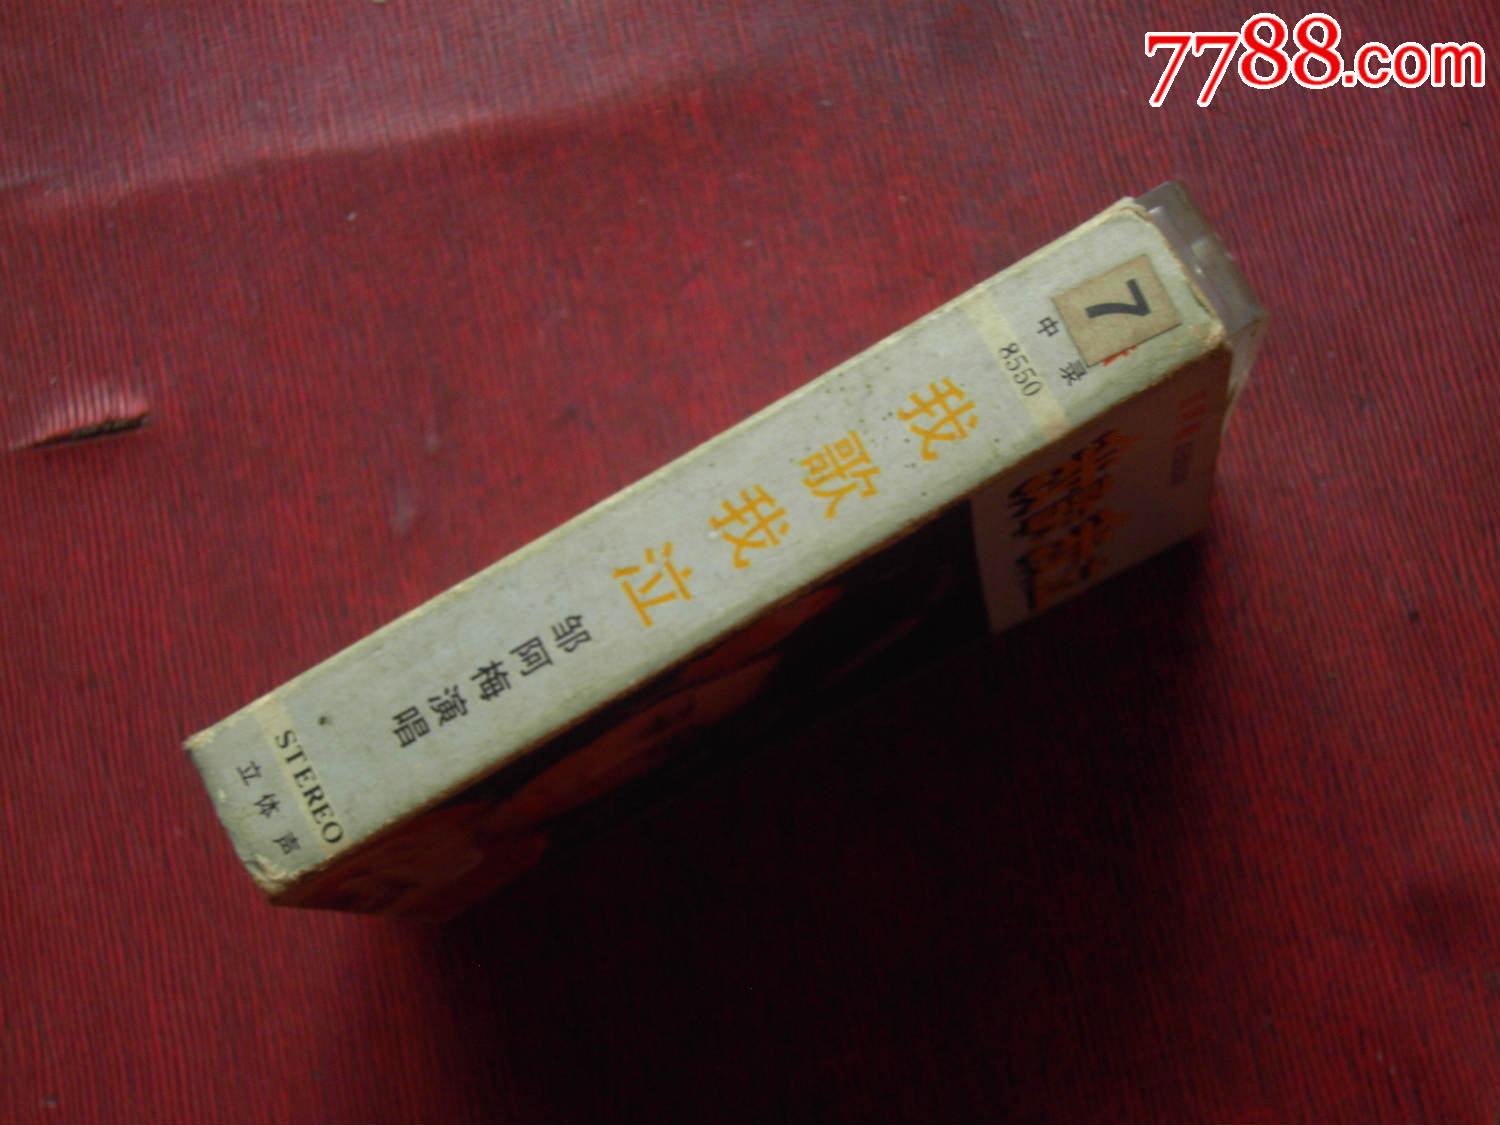 7788.com
7
中录
8550
我歌我泣
邹阿梅演唱
STEREO
立体声